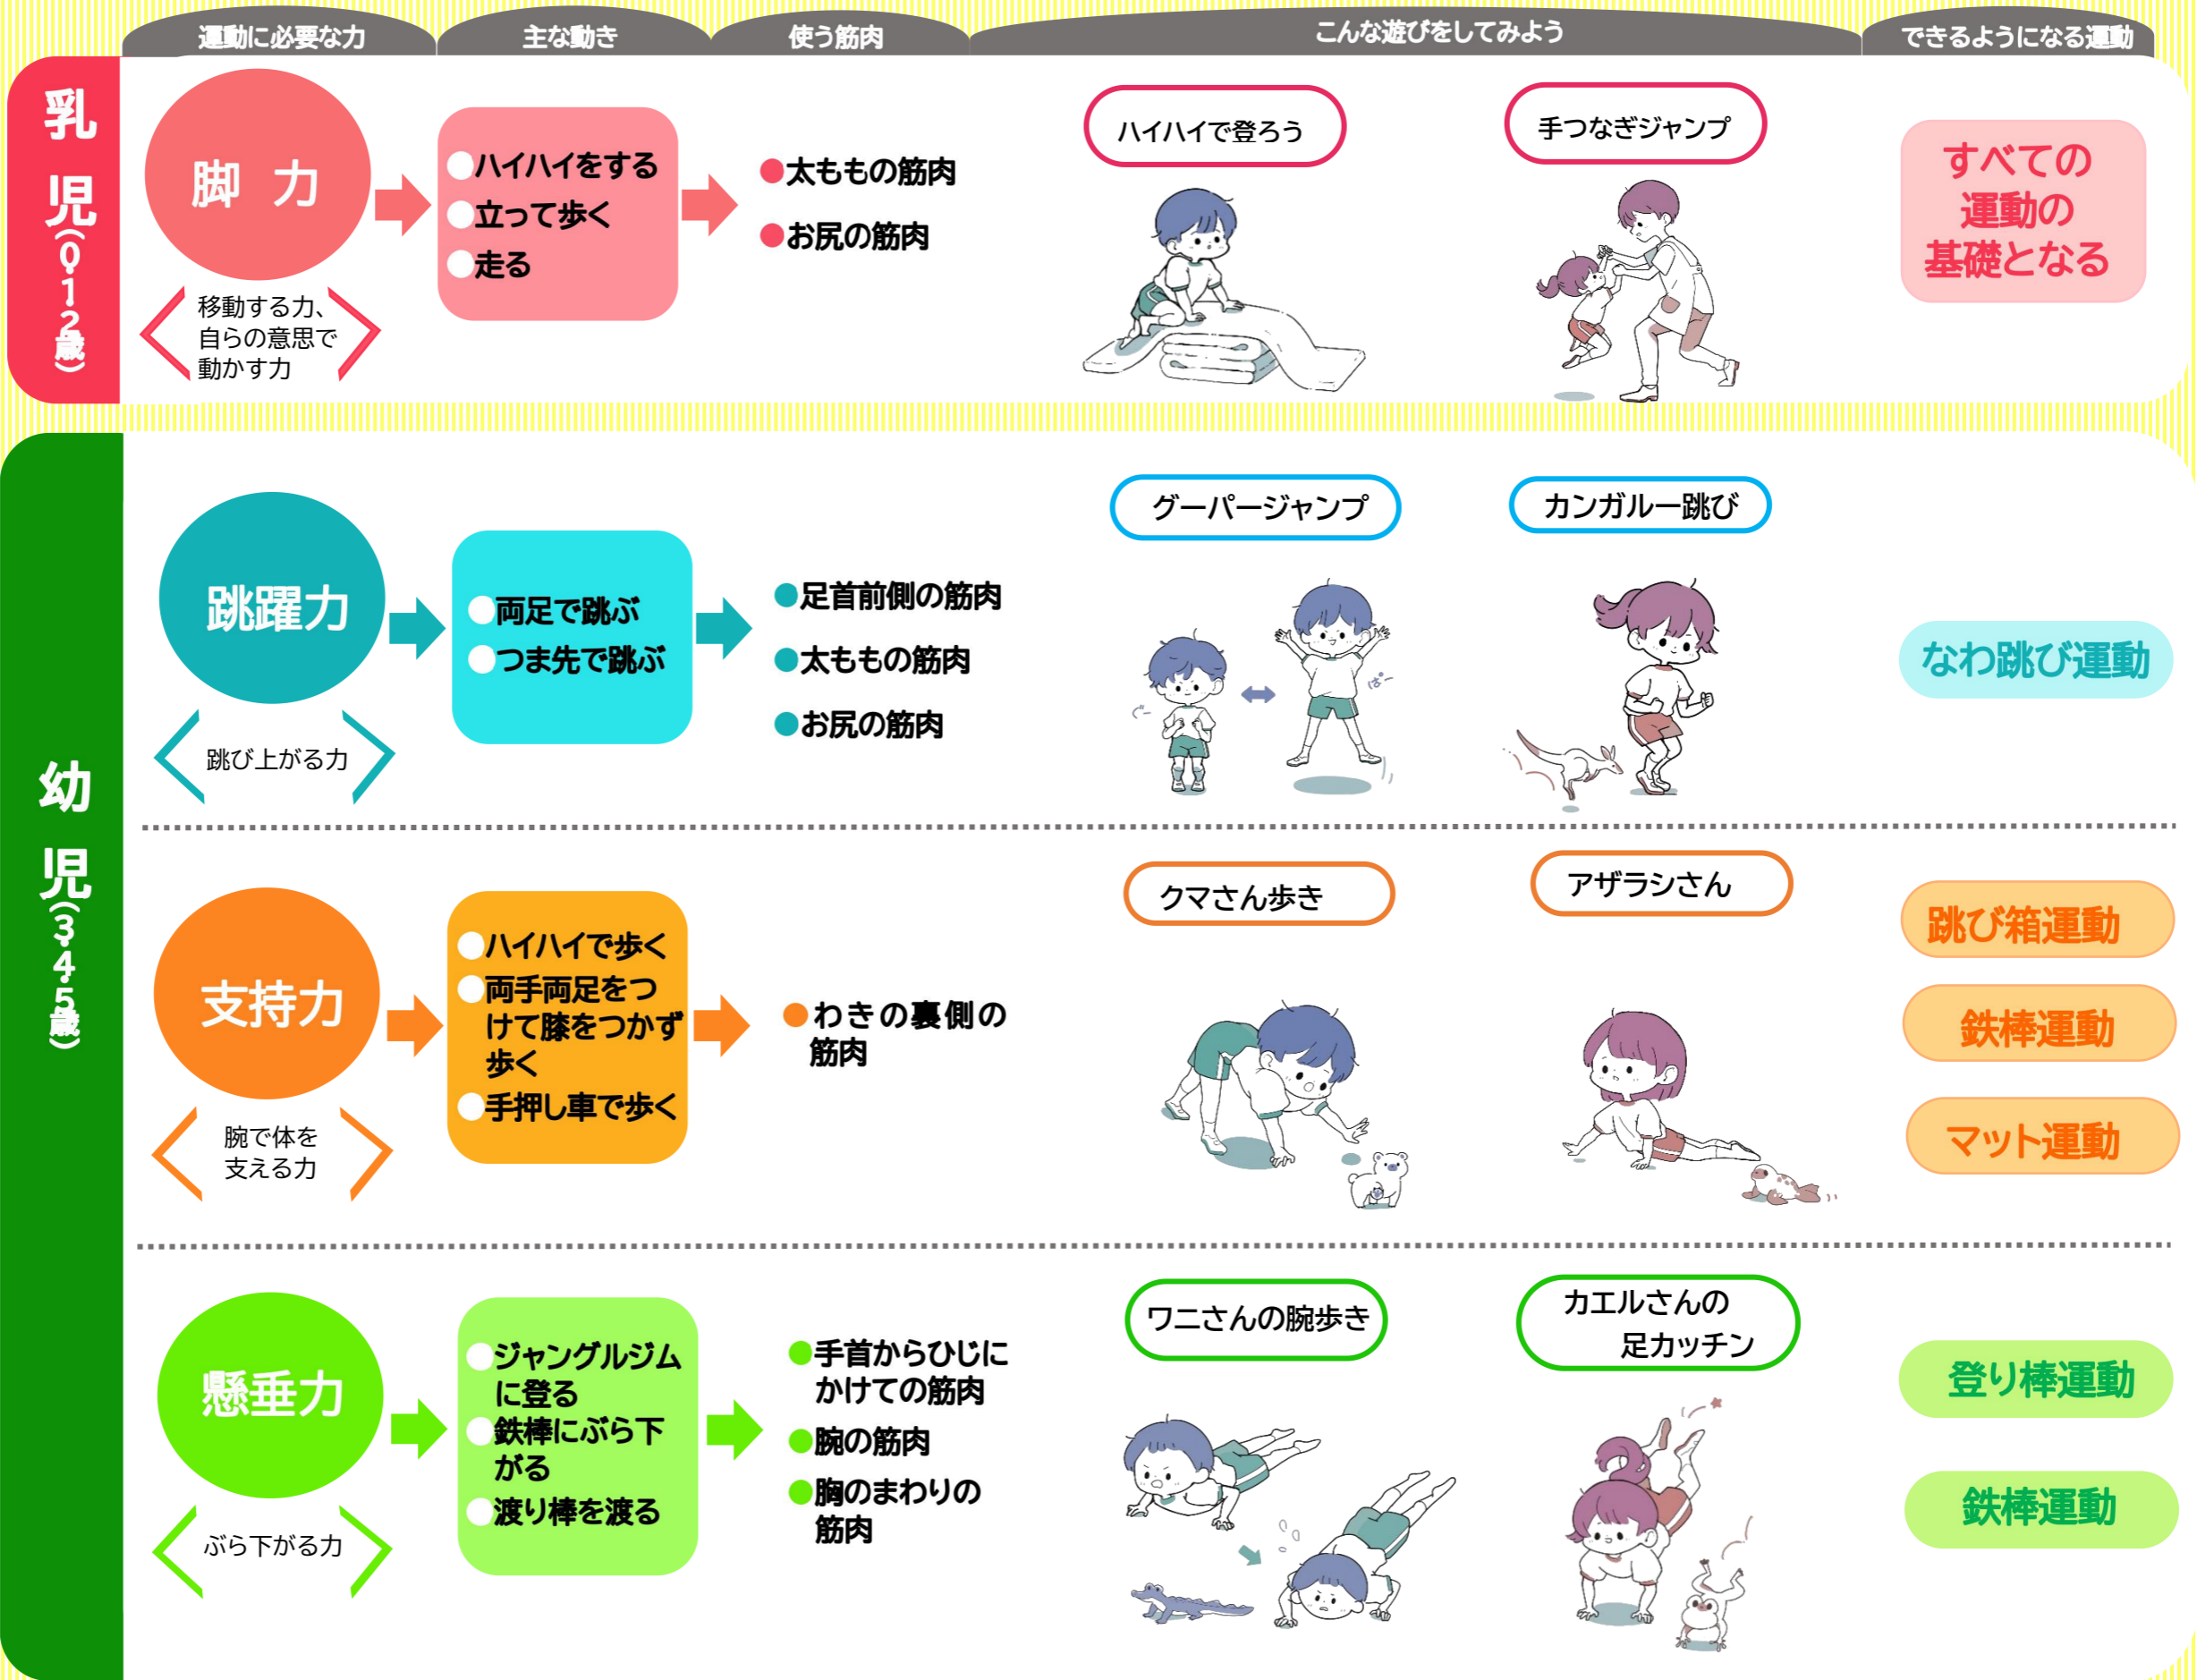 運動に必要な力
主な動き
使う筋肉
こんな遊びをしてみよう
できるようになる運動
乳児(0・1・2歳)
脚力
移動する力、
自らの意思で
動かす力
ハイハイをする
立って歩く
走る
●太ももの筋肉
●お尻の筋肉
ハイハイで登ろう
手つなぎジャンプ
すべての
運動の
基礎となる
幼児(3・4・5歳)
跳躍力
跳び上がる力
両足で跳ぶ
つま先で跳ぶ
●足首前側の筋肉
●太ももの筋肉
●お尻の筋肉
グーパージャンプ
ぐー
ぱー
カンガルー跳び
なわ跳び運動
支持力
腕で体を
支える力
ハイハイで歩く
両手両足をつ
けて膝をつかず
歩く
手押し車で歩く
●わきの裏側の
筋肉
クマさん歩き
アザラシさん
跳び箱運動
鉄棒運動
マット運動
懸垂力
ぶら下がる力
ジャングルジム
に登る
鉄棒にぶら下
がる
渡り棒を渡る
●手首からひじに
かけての筋肉
●腕の筋肉
●胸のまわりの
筋肉
ワニさんの腕歩き
カエルさんの
足カッチン
登り棒運動
鉄棒運動